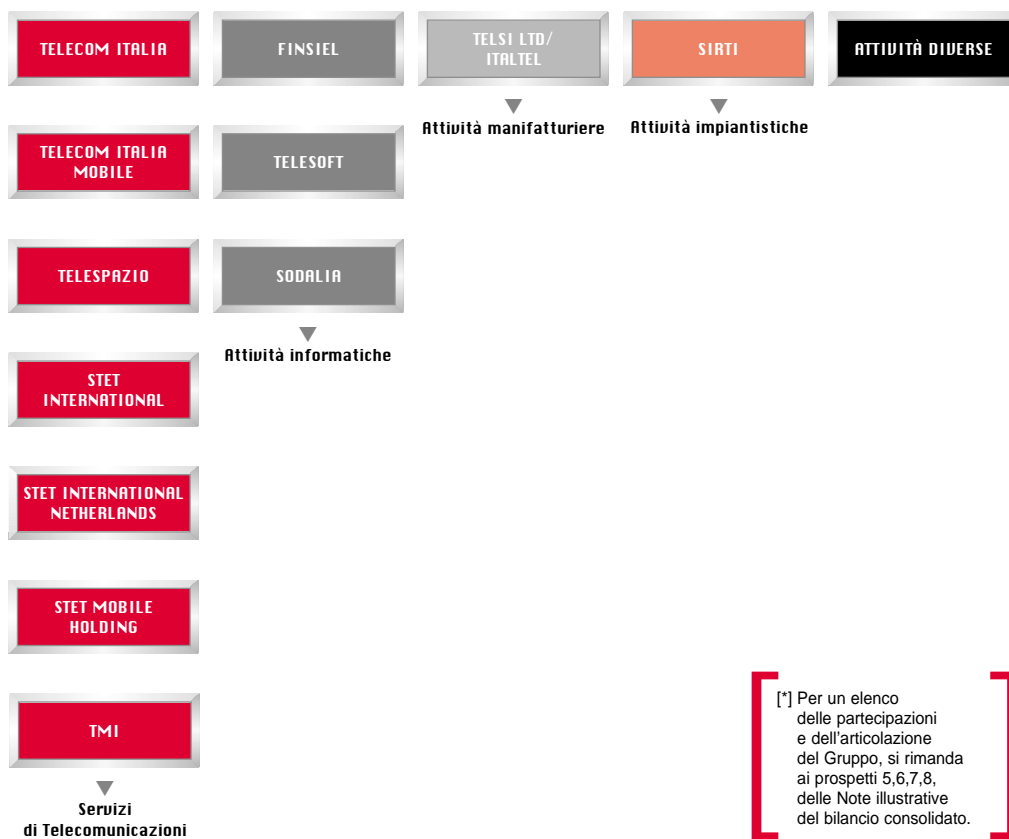 TELECOM ITALIA
FINSIEL
TELSI LTD/
ITALTEL
SIRTI
ATTIVITÀ DIVERSE
Attività manifatturiere
Attività impiantistiche
TELECOM ITALIA
MOBILE
TELESOFT
TELESPAZIO
SODALIA
Attività informatiche
STET
INTERNATIONAL
STET INTERNATIONAL
NETHERLANDS
STET MOBILE
HOLDING
TMI
Servizi
di Telecomunicazioni
[*] Per un elenco
delle partecipazioni
e dell'articolazione
del Gruppo, si rimanda
ai prospetti 5,6,7,8,
delle Note illustrative
del bilancio consolidato.